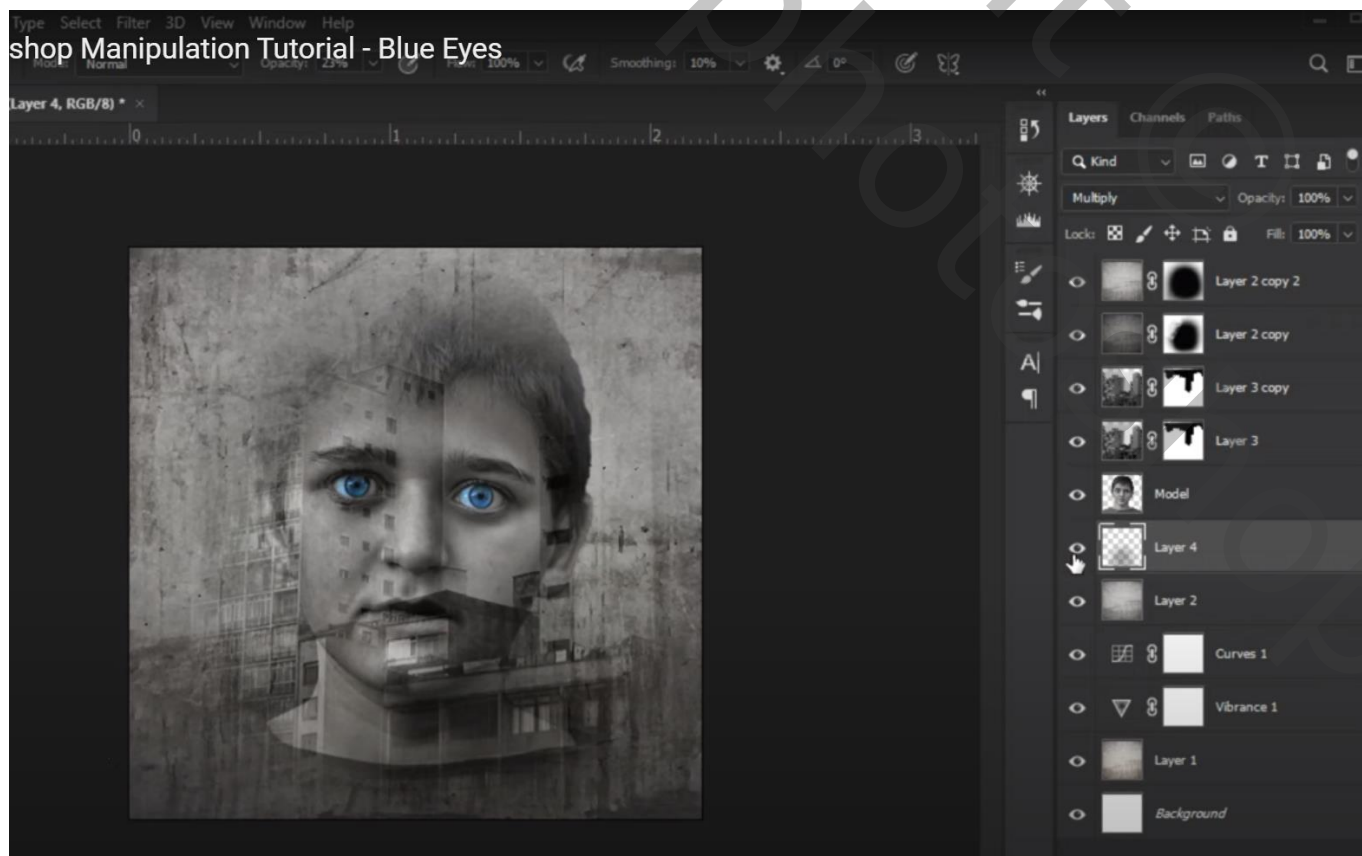 Type Select Filter 3D View Window Help
shop Manipulation Tutorial - Blue Eyes
Mode: Normal Opacity: 23% Flow: 100% Smoothing: 10% 0°
Layer 4, RGB/8) * ×
0 1 2 3
Layers Channels Paths
Kind
Multiply Opacity: 100%
Lock: Fill: 100%
Layer 2 copy 2
Layer 2 copy
Layer 3 copy
Layer 3
Model
Layer 4
Layer 2
Curves 1
Vibrance 1
Layer 1
Background